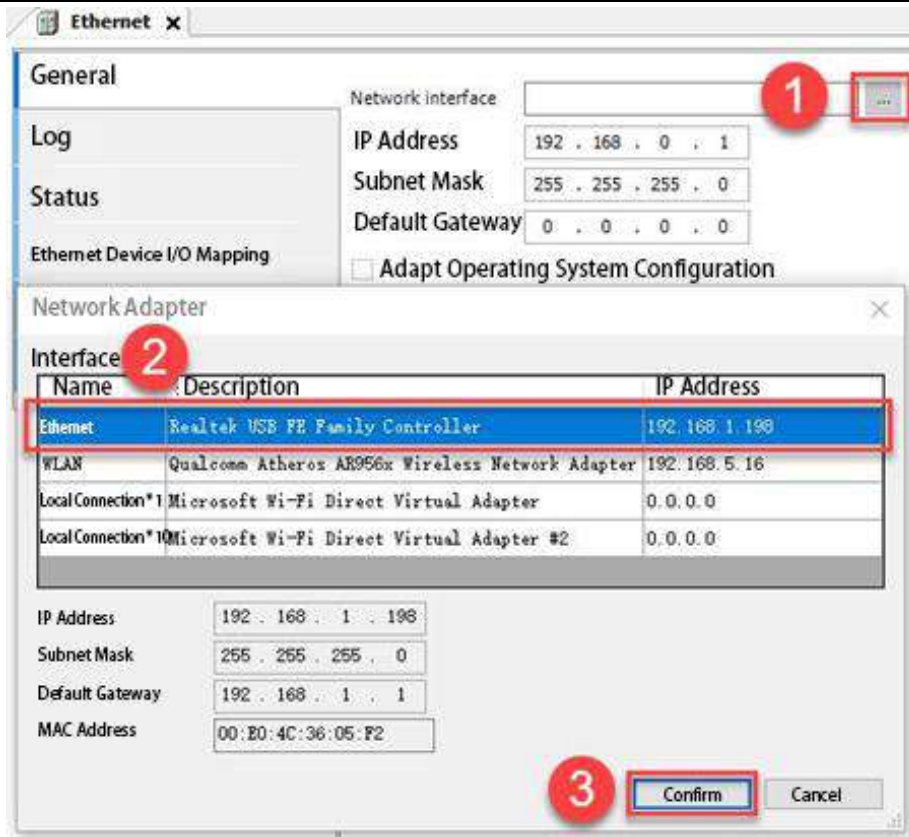 Ethernet x
General
Network interface
1
...
Log
IP Address 192 . 168 . 0 . 1
Status
Subnet Mask 255 . 255 . 255 . 0
Default Gateway 0 . 0 . 0 . 0
Ethernet Device I/O Mapping
Adapt Operating System Configuration
Network Adapter
Interface
2
Name Description IP Address
Ethernet Realtek USB FE Family Controller 192.168.1.198
WLAN Qualcomm Atheros AR956x Wireless Network Adapter 192.168.5.16
Local Connection* 1 Microsoft Wi-Fi Direct Virtual Adapter 0.0.0.0
Local Connection* 10 Microsoft Wi-Fi Direct Virtual Adapter #2 0.0.0.0
IP Address 192 . 168 . 1 . 198
Subnet Mask 255 . 255 . 255 . 0
Default Gateway 192 . 168 . 1 . 1
MAC Address 00:E0:4C:36:05:F2
3
Confirm Cancel